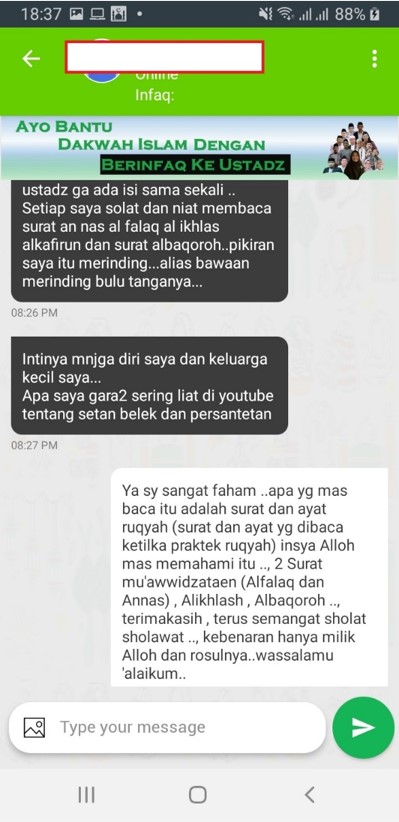 18:37
88%
Online
Infaq:
AYO BANTU
DAKWAH ISLAM DENGAN
BERINFAQ KE USTADZ
ustadz ga ada isi sama sekali ..
Setiap saya solat dan niat membaca
surat an nas al falaq al ikhlas
alkafirun dan surat albaqoroh..pikiran
saya itu merinding...alias bawaan
merinding bulu tanganya...
08:26 PM
Intinya mnjga diri saya dan keluarga
kecil saya...
Apa saya gara2 sering liat di youtube
tentang setan belek dan persantetan
08:27 PM
Ya sy sangat faham ..apa yg mas
baca itu adalah surat dan ayat
ruqyah (surat dan ayat yg dibaca
ketilka praktek ruqyah) insya Alloh
mas memahami itu .., 2 Surat
mu'awwidzataen (Alfalaq dan
Annas) , Alikhlash , Albaqoroh ..,
terimakasih , terus semangat sholat
sholawat .., kebenaran hanya milik
Alloh dan rosulnya..wassalamu
'alaikum..
Type your message